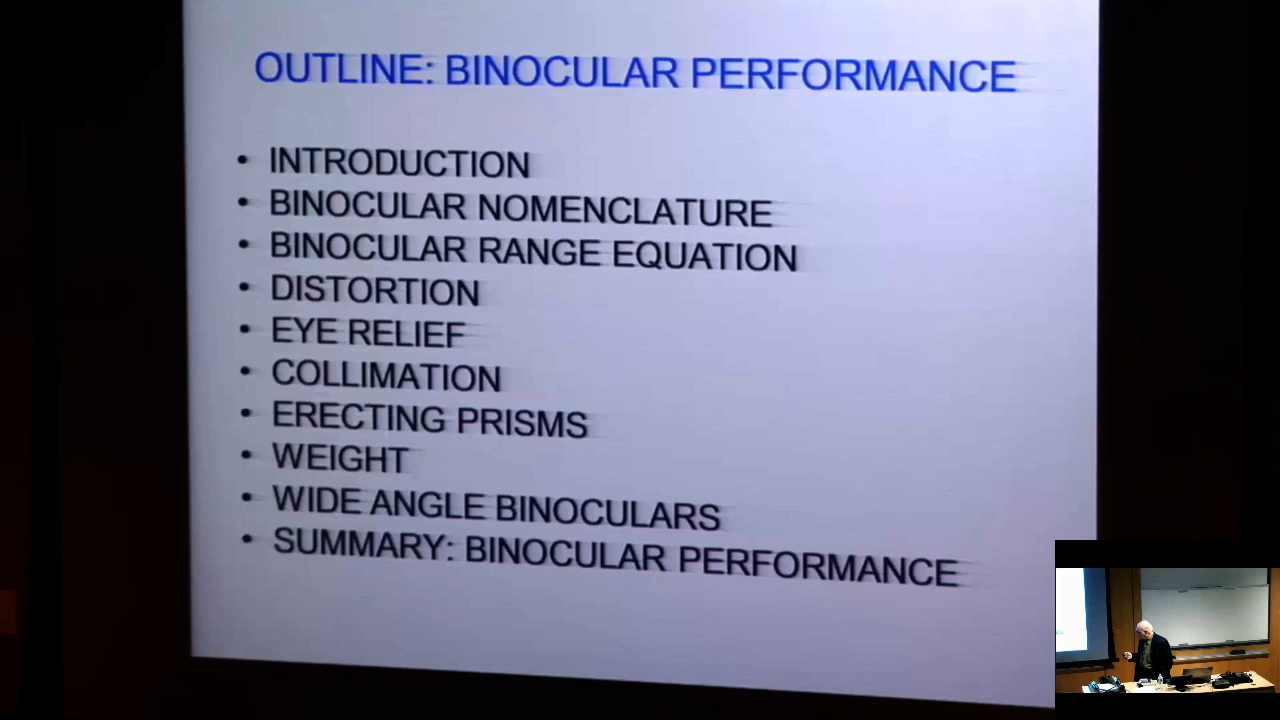 OUTLINE: BINOCULAR PERFORMANCE
• INTRODUCTION
• BINOCULAR NOMENCLATURE
• BINOCULAR RANGE EQUATION
• DISTORTION
• EYE RELIEF
• COLLIMATION
• ERECTING PRISMS
• WEIGHT
• WIDE ANGLE BINOCULARS
• SUMMARY: BINOCULAR PERFORMANCE